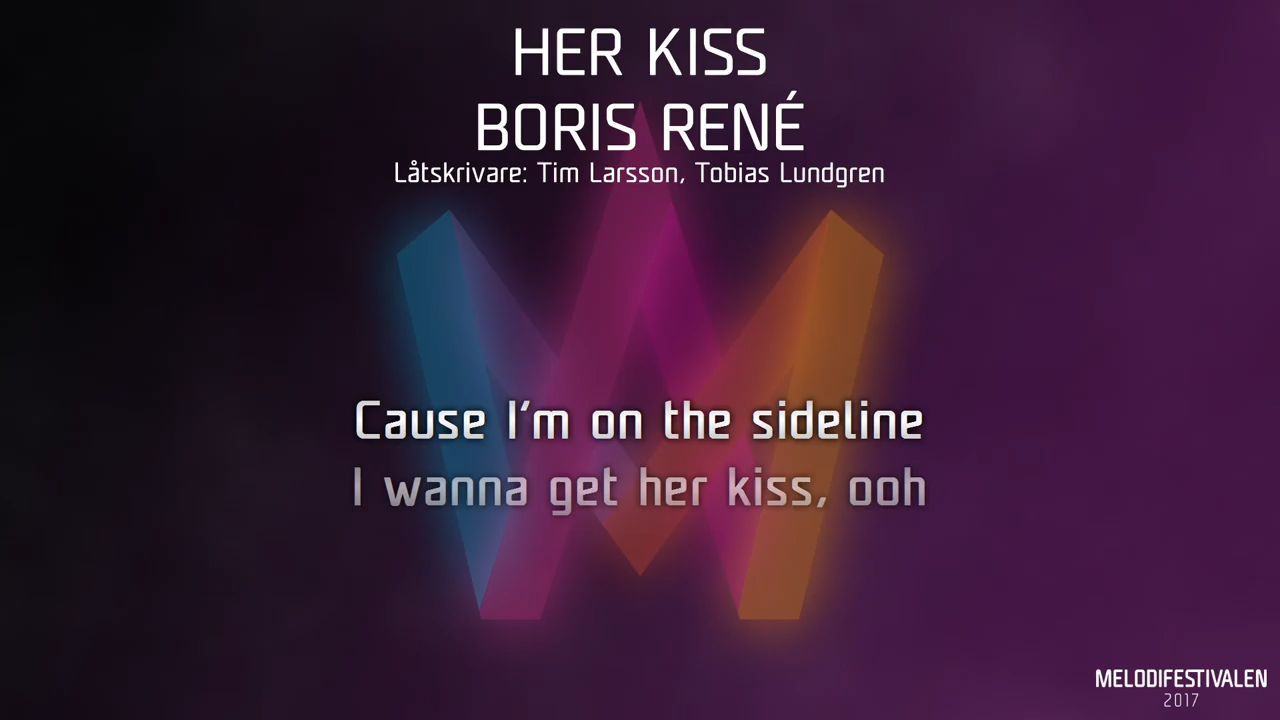 HER KISS
BORIS RENÉ
Låtskrivare: Tim Larsson, Tobias Lundgren
Cause I'm on the sideline
I wanna get her kiss, ooh
MELODIFESTIVALEN
2017